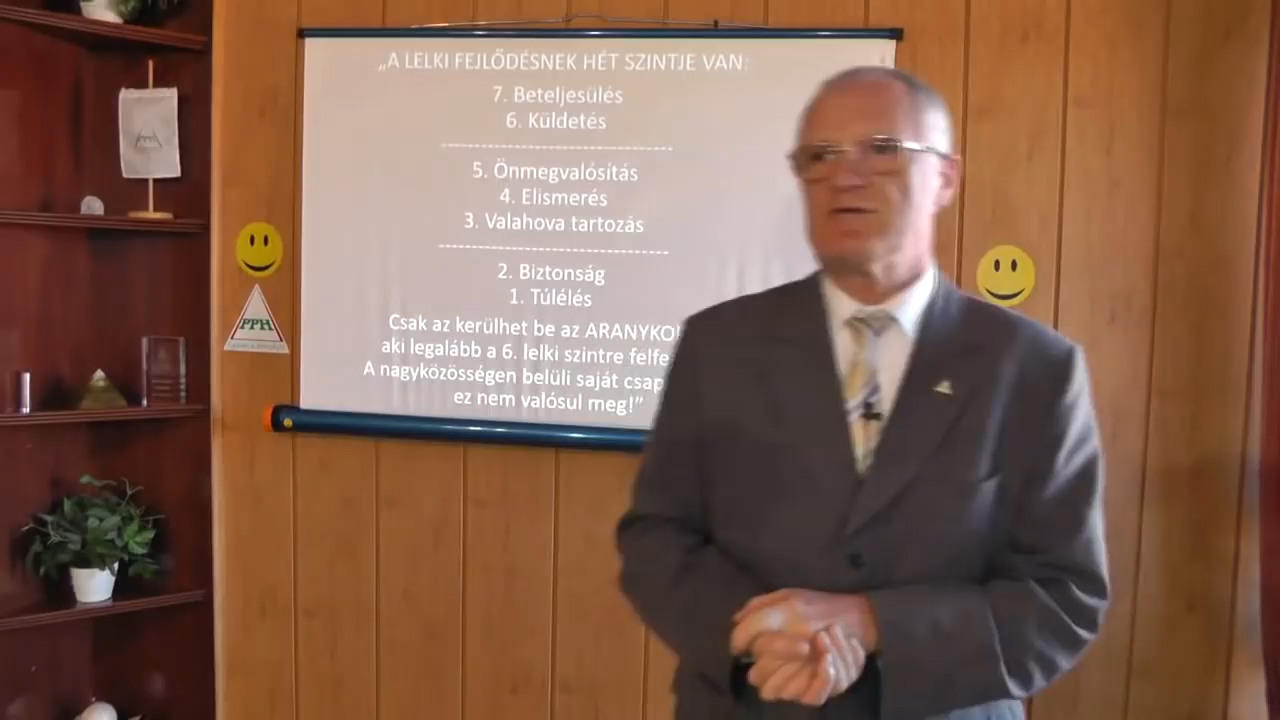 „A LELKI FEJLŐDÉSNEK HÉT SZINTJE VAN:
7. Beteljesülés
6. Küldetés
5. Önmegvalósítás
4. Elismerés
3. Valahova tartozás
2. Biztonság
1. Túlélés
Csak az kerülhet be az
aki legalább a 6. lelki szintre
A nagyközösségen belüli saját
ez nem valósul meg!”
PPH